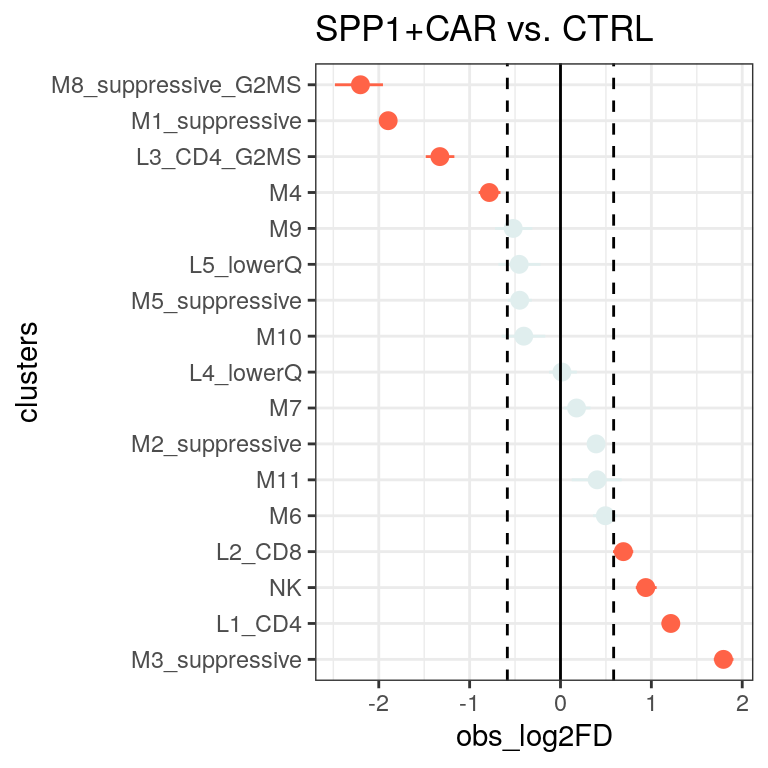 SPP1+CAR vs. CTRL
clusters
M8_suppressive_G2MS
M1_suppressive
L3_CD4_G2MS
M4
M9
L5_lowerQ
M5_suppressive
M10
L4_lowerQ
M7
M2_suppressive
M11
M6
L2_CD8
NK
L1_CD4
M3_suppressive
-2 -1 0 1 2
obs_log2FD